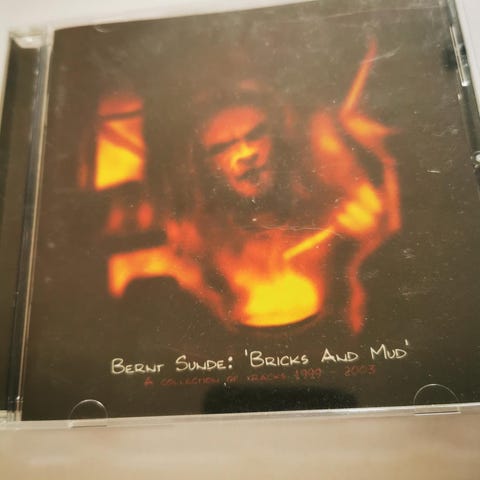 Bernt Sunde: 'Bricks And Mud'
A collection of tracks 1999 - 2003